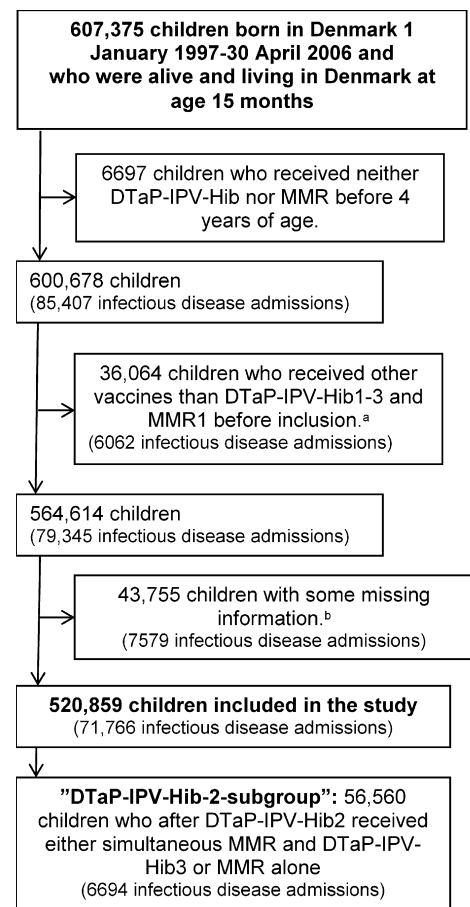 607,375 children born in Denmark 1
January 1997-30 April 2006 and
who were alive and living in Denmark at
age 15 months
6697 children who received neither
DTaP-IPV-Hib nor MMR before 4
years of age.
600,678 children
(85,407 infectious disease admissions)
36,064 children who received other
vaccines than DTaP-IPV-Hib1-3 and
MMR1 before inclusion.ᵃ
(6062 infectious disease admissions)
564,614 children
(79,345 infectious disease admissions)
43,755 children with some missing
information.ᵇ
(7579 infectious disease admissions)
520,859 children included in the study
(71,766 infectious disease admissions)
”DTaP-IPV-Hib-2-subgroup”: 56,560
children who after DTaP-IPV-Hib2 received
either simultaneous MMR and DTaP-IPV-
Hib3 or MMR alone
(6694 infectious disease admissions)